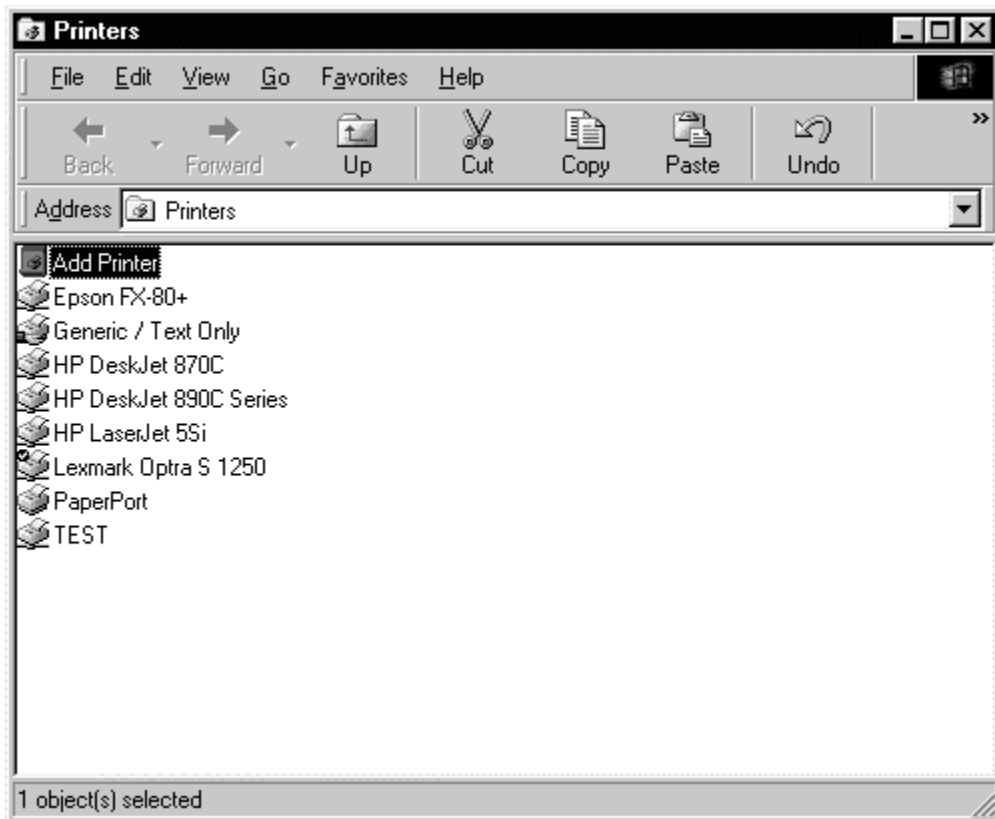 Printers
File Edit View Go Favorites Help
Back Forward Up Cut Copy Paste Undo »
Address Printers
Add Printer
Epson FX-80+
Generic / Text Only
HP DeskJet 870C
HP DeskJet 890C Series
HP LaserJet 5Si
Lexmark Optra S 1250
PaperPort
TEST
1 object(s) selected